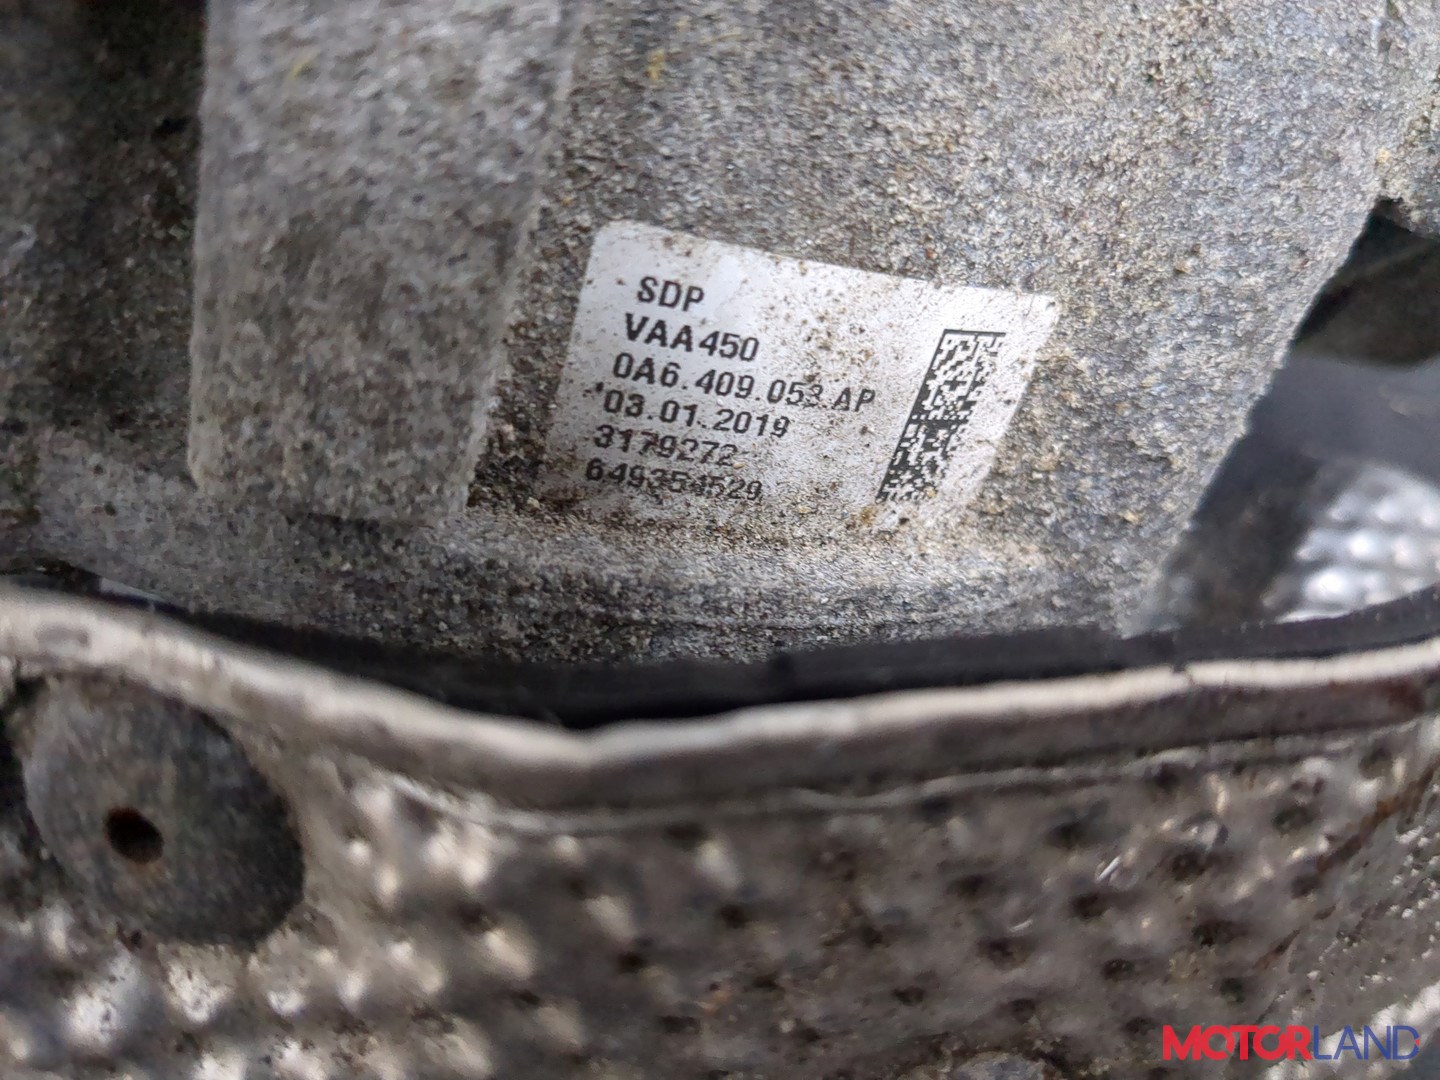 SDP
VAA450
0A6.409.053.AP
03.01.2019
3179272
649354529
MOTORLAND